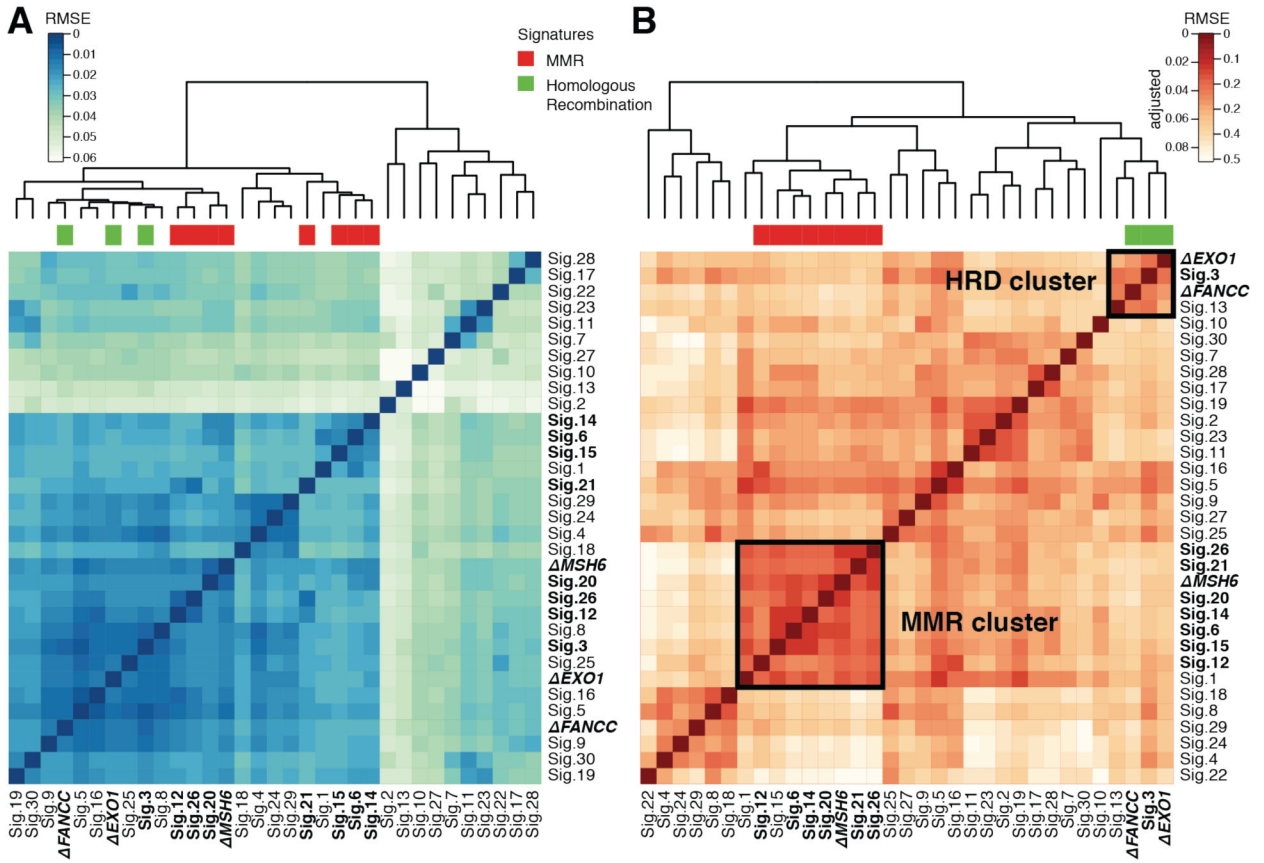 A
RMSE
0
0.01
0.02
0.03
0.04
0.05
0.06
Signatures
MMR
Homologous
Recombination
Sig.28
Sig.17
Sig.22
Sig.23
Sig.11
Sig.7
Sig.27
Sig.10
Sig.13
Sig.2
Sig.14
Sig.6
Sig.15
Sig.1
Sig.21
Sig.29
Sig.24
Sig.4
Sig.18
ΔMSH6
Sig.20
Sig.26
Sig.12
Sig.8
Sig.3
Sig.25
ΔEXO1
Sig.16
Sig.5
ΔFANCC
Sig.9
Sig.30
Sig.19
Sig.19
Sig.30
Sig.9
ΔFANCC
Sig.5
Sig.16
ΔEXO1
Sig.25
Sig.3
Sig.8
Sig.12
Sig.26
Sig.20
ΔMSH6
Sig.18
Sig.4
Sig.24
Sig.29
Sig.21
Sig.1
Sig.15
Sig.6
Sig.14
Sig.2
Sig.13
Sig.10
Sig.27
Sig.7
Sig.11
Sig.23
Sig.22
Sig.17
Sig.28
B
RMSE
adjusted
0 0
0.02 0.1
0.04 0.2
0.06 0.4
0.08 0.5
HRD cluster
MMR cluster
ΔEXO1
Sig.3
ΔFANCC
Sig.13
Sig.10
Sig.30
Sig.7
Sig.28
Sig.17
Sig.19
Sig.2
Sig.23
Sig.11
Sig.16
Sig.5
Sig.9
Sig.27
Sig.25
Sig.26
Sig.21
ΔMSH6
Sig.20
Sig.14
Sig.6
Sig.15
Sig.12
Sig.1
Sig.18
Sig.8
Sig.29
Sig.24
Sig.4
Sig.22
Sig.22
Sig.4
Sig.24
Sig.29
Sig.8
Sig.18
Sig.1
Sig.12
Sig.15
Sig.6
Sig.14
Sig.20
ΔMSH6
Sig.21
Sig.26
Sig.25
Sig.27
Sig.9
Sig.5
Sig.16
Sig.11
Sig.23
Sig.2
Sig.19
Sig.17
Sig.28
Sig.7
Sig.30
Sig.10
Sig.13
ΔFANCC
Sig.3
ΔEXO1